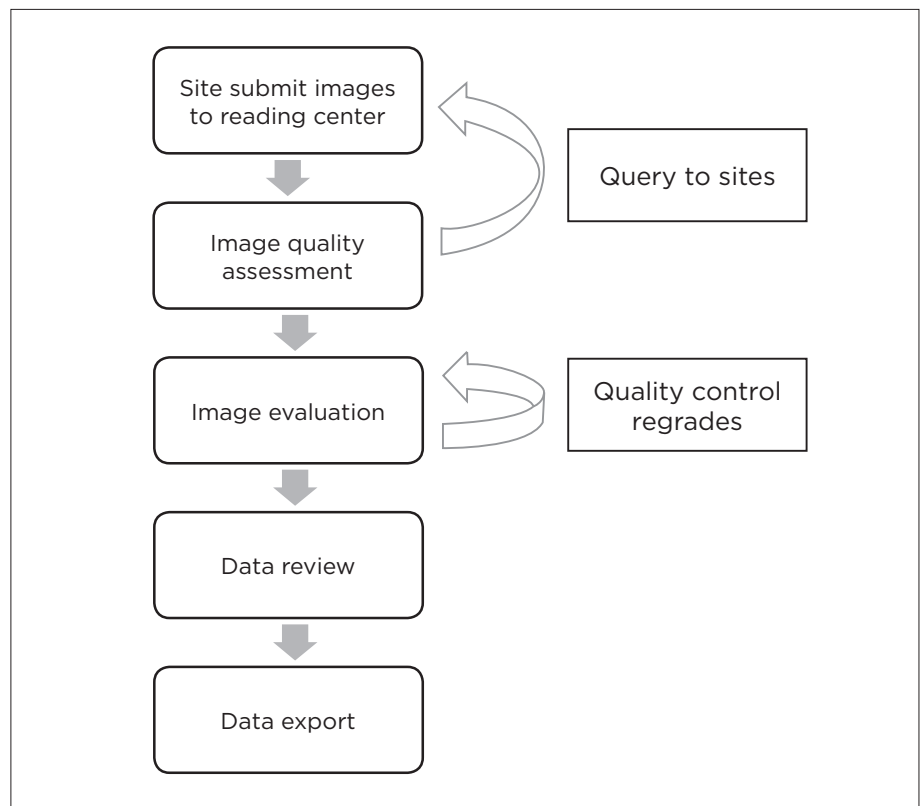 Site submit images
to reading center
Query to sites
Image quality
assessment
Image evaluation
Quality control
regrades
Data review
Data export